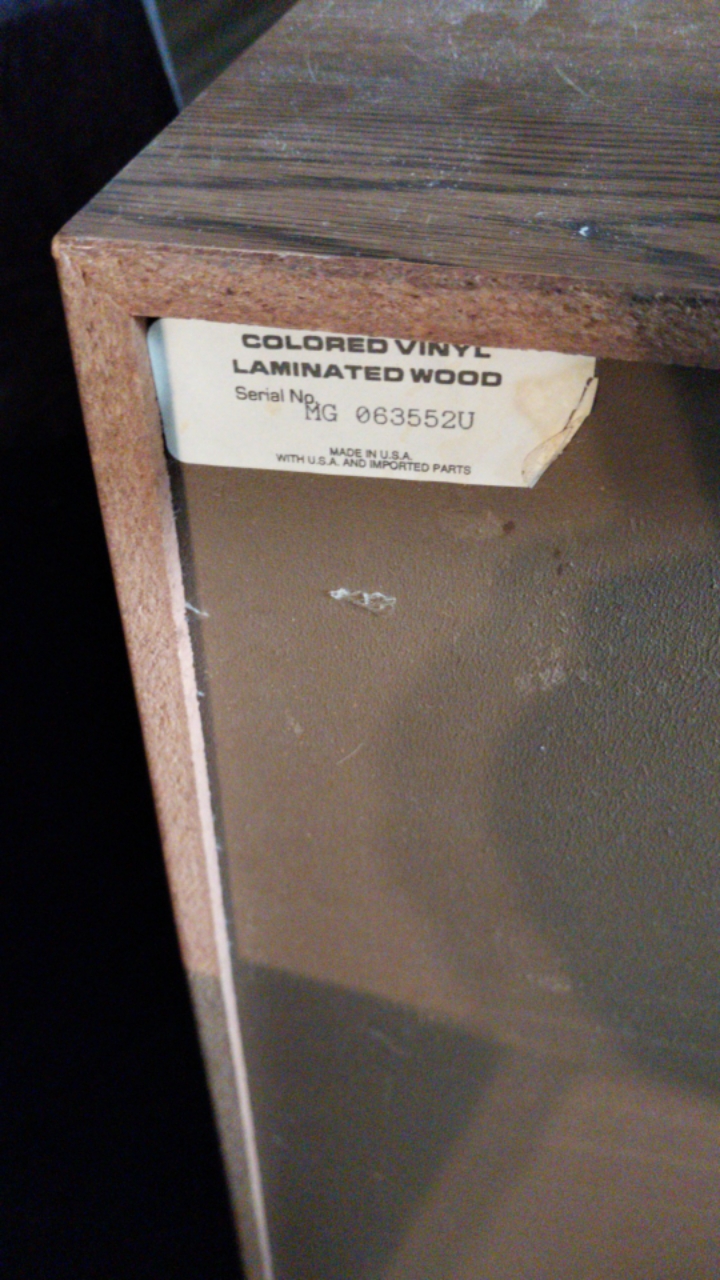 COLORED VINYL
LAMINATED WOOD
Serial No.
MG 063552U
MADE IN U.S.A.
WITH U.S.A. AND IMPORTED PARTS